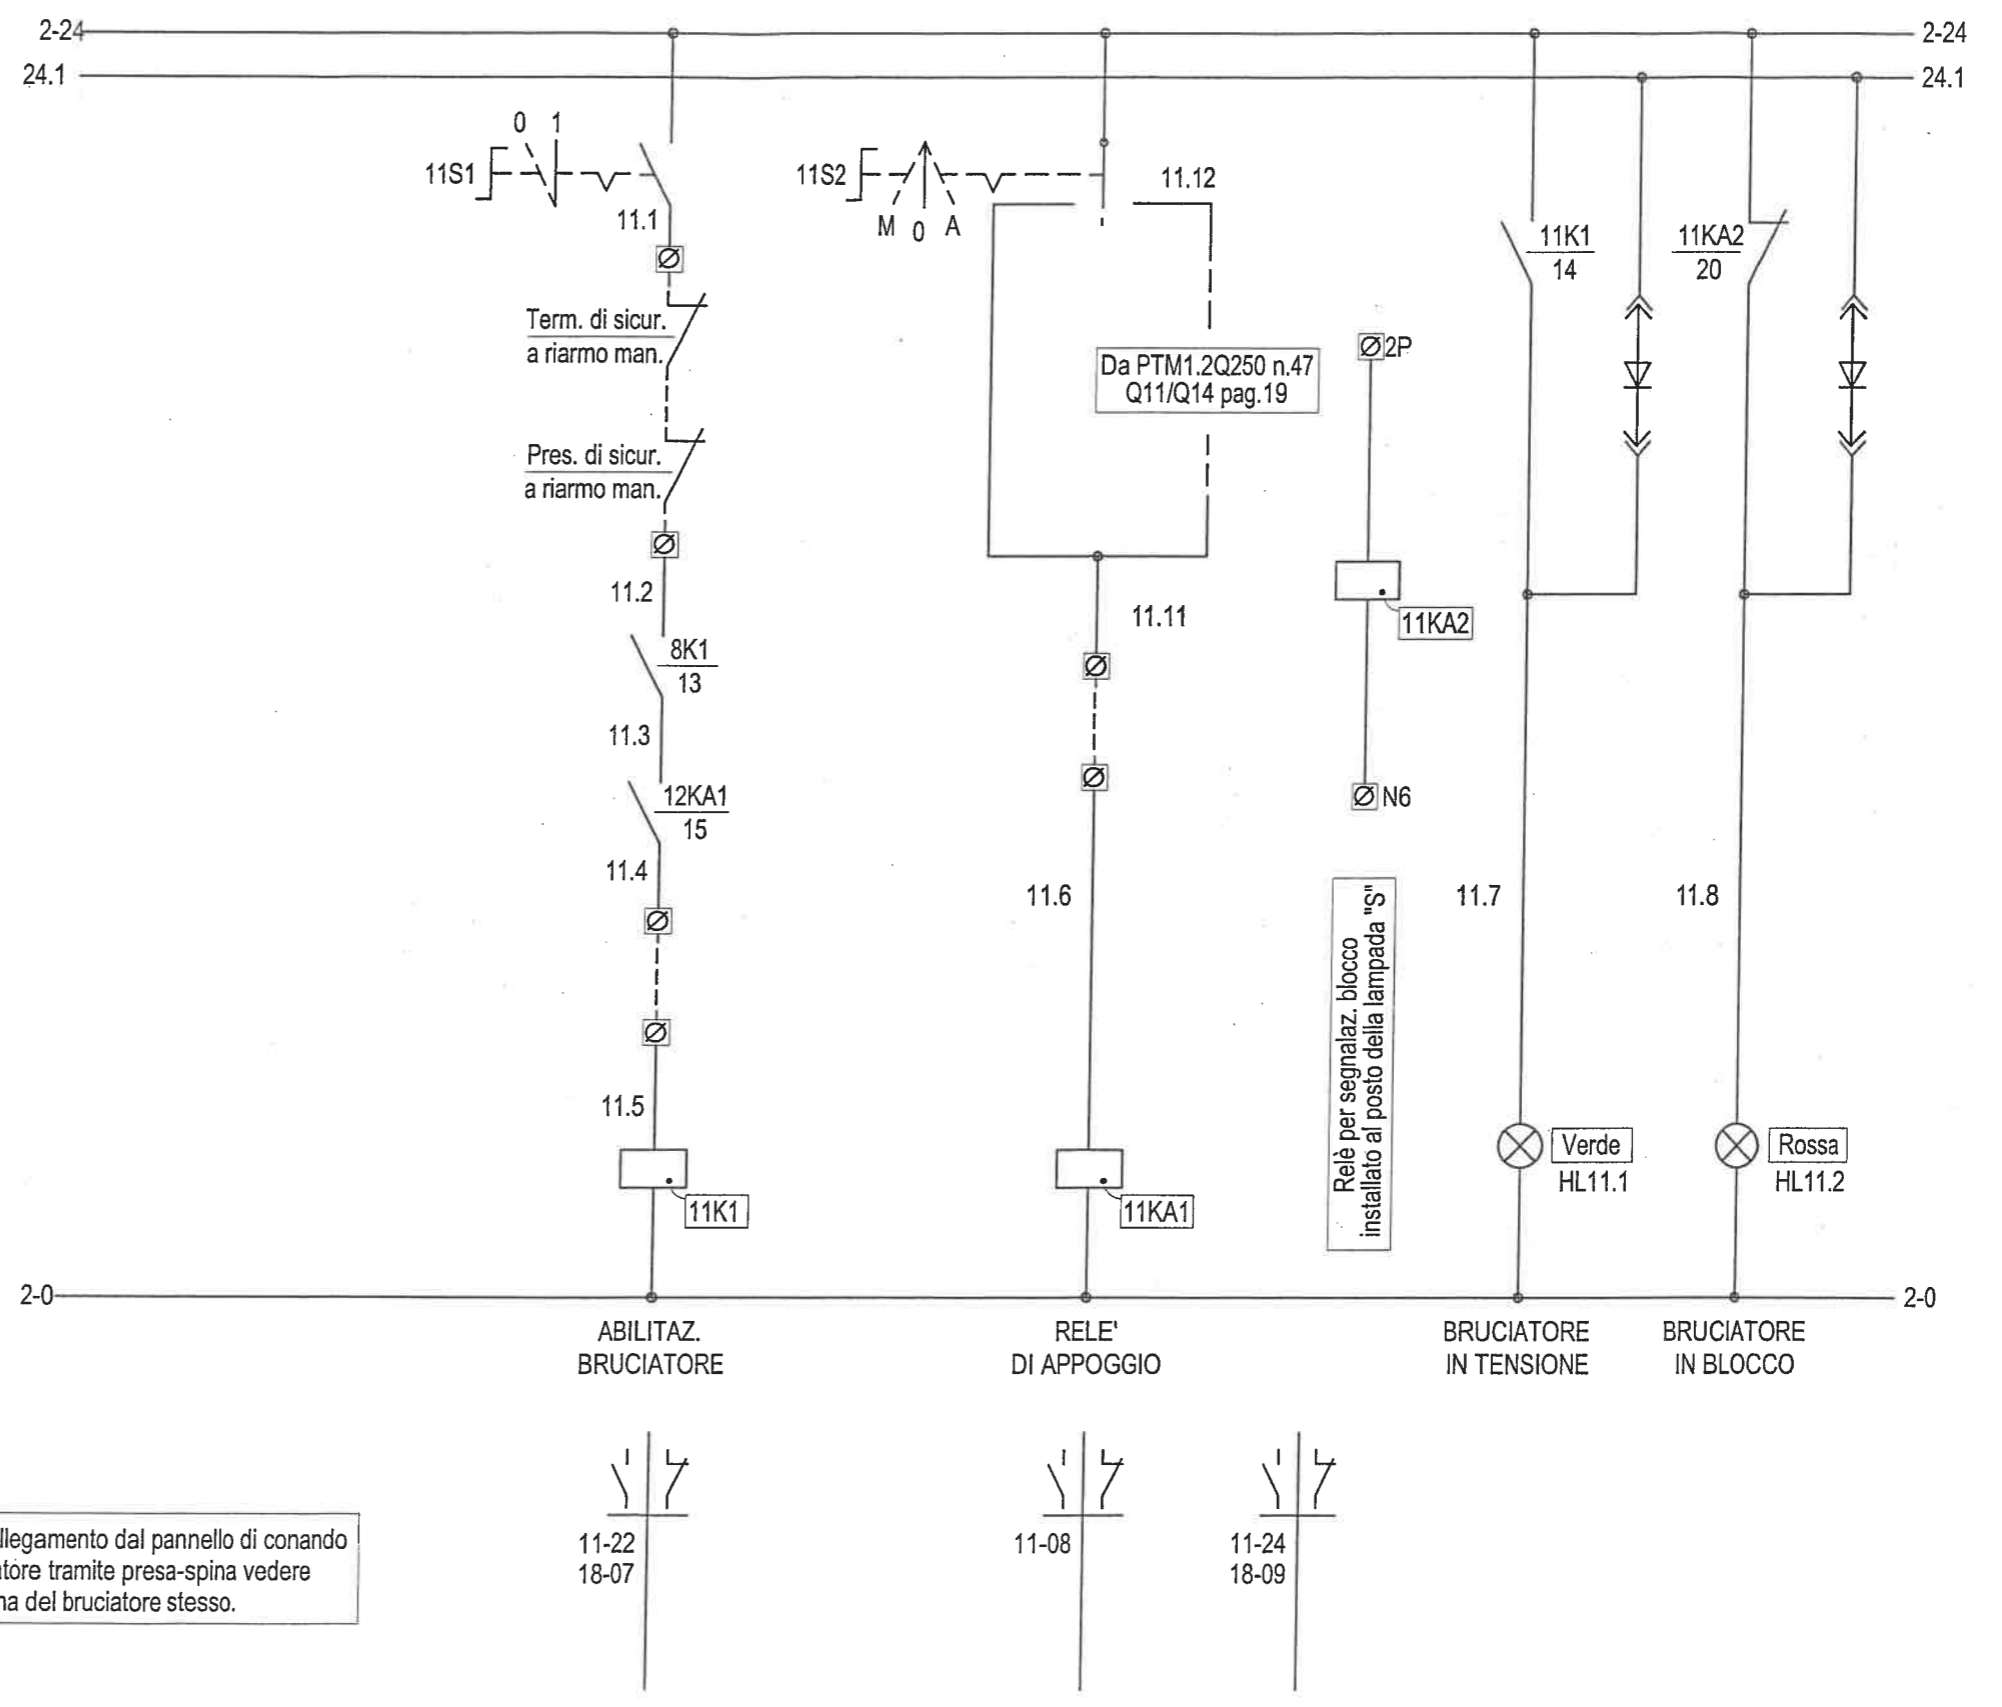 2-24
2-24
24.1
24.1
0 1
11S1
11.1
11S2
M 0 A
11.12
Term. di sicur.
a riarmo man.
Pres. di sicur.
a riarmo man.
11.2
8K1
13
11.3
12KA1
15
11.4
11.5
11K1
Da PTM1.2Q250 n.47
Q11/Q14 pag.19
11.11
11.6
11KA1
2P
11KA2
N6
Relè per segnalaz. blocco
installato al posto della lampada "S"
11K1
14
11.7
Verde
HL11.1
11KA2
20
11.8
Rossa
HL11.2
2-0
2-0
ABILITAZ.
BRUCIATORE
RELE'
DI APPOGGIO
BRUCIATORE
IN TENSIONE
BRUCIATORE
IN BLOCCO
11-22
18-07
11-08
11-24
18-09
llegamento dal pannello di conando
tore tramite presa-spina vedere
na del bruciatore stesso.